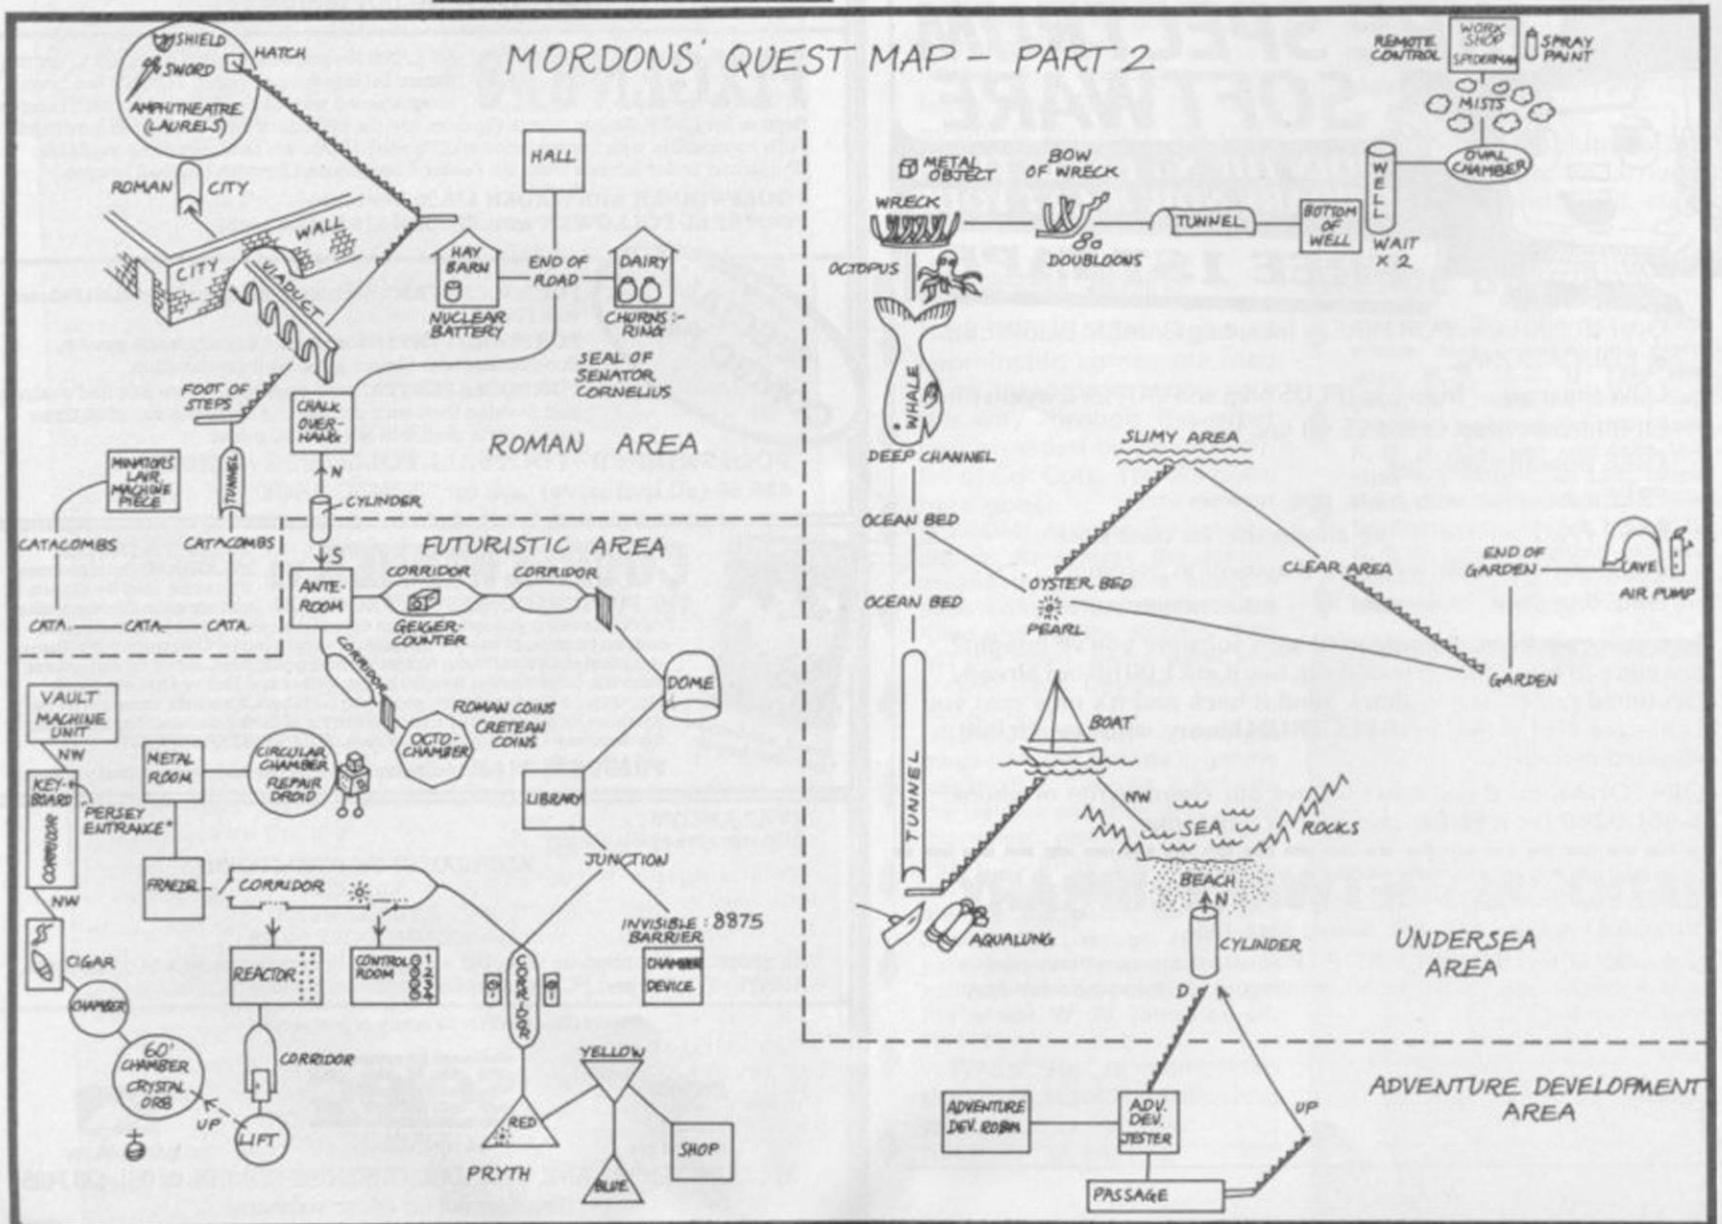 MORDONS' QUEST MAP - PART 2
SHIELD
SWORD
AMPHITHEATRE
(LAURELS)
HATCH
ROMAN CITY
WALL
CITY
VIADUCT
FOOT OF
STEPS
HALL
HAY
BARN
NUCLEAR
BATTERY
END OF
ROAD
DAIRY
CHURNS:-
RING
SEAL OF
SENATOR
CORNELIUS
CHALK
OVER-
HANG
ROMAN AREA
MINATORS
LAIR,
MACHINE
PIECE
TUNNEL
N
CYLINDER
CATACOMBS
CATACOMBS
CATA.
CATA.
CATA.
S
FUTURISTIC AREA
ANTE-
ROOM
CORRIDOR
CORRIDOR
GEIGER-
COUNTER
CORRIDOR
DOME
OCTO-
CHAMBER
ROMAN COINS
CRETEAN
COINS
VAULT
MACHINE
UNIT
NW
KEY-
BOARD
CORRIDOR
PERSEY
ENTRANCE*
NW
METAL
ROOM
CIRCULAR
CHAMBER
REPAIR
DROID
LIBRARY
JUNCTION
CORRIDOR
INVISIBLE : 8875
BARRIER
CHAMBER
DEVICE
CIGAR
CHAMBER
REACTOR
CONTROL
ROOM
1
2
3
4
CORRIDOR
60'
CHAMBER
CRYSTAL
ORB
UP
CORRIDOR
LIFT
YELLOW
RED
BLUE
SHOP
PRYTH
REMOTE
CONTROL
WORK
SHOP
SPIDERMAN
SPRAY
PAINT
MISTS
OVAL
CHAMBER
WELL
WAIT
X 2
BOTTOM
OF
WELL
TUNNEL
BOW
OF WRECK
DOUBLOONS
METAL
OBJECT
WRECK
OCTOPUS
WHALE
DEEP CHANNEL
SLIMY AREA
OCEAN BED
OCEAN BED
OYSTER BED
PEARL
CLEAR AREA
END OF
GARDEN
CAVE
AIR PUMP
GARDEN
TUNNEL
BOAT
NW
SEA
ROCKS
BEACH
N
AQUALUNG
CYLINDER
D
UNDERSEA
AREA
ADVENTURE DEVELOPMENT
AREA
ADVENTURE
DEV. ROBIN
ADV.
DEV.
JESTER
UP
PASSAGE